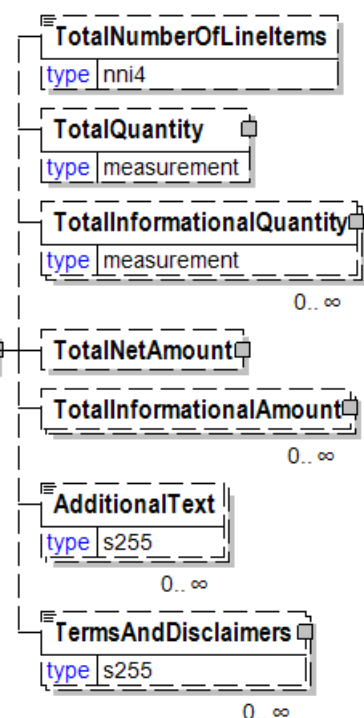 TotalNumberOfLineItems
type nni4
TotalQuantity
type measurement
TotalInformationalQuantity
type measurement
0.. ∞
TotalNetAmount
TotalInformationalAmount
0.. ∞
AdditionalText
type s255
0.. ∞
TermsAndDisclaimers
type s255
0.. ∞